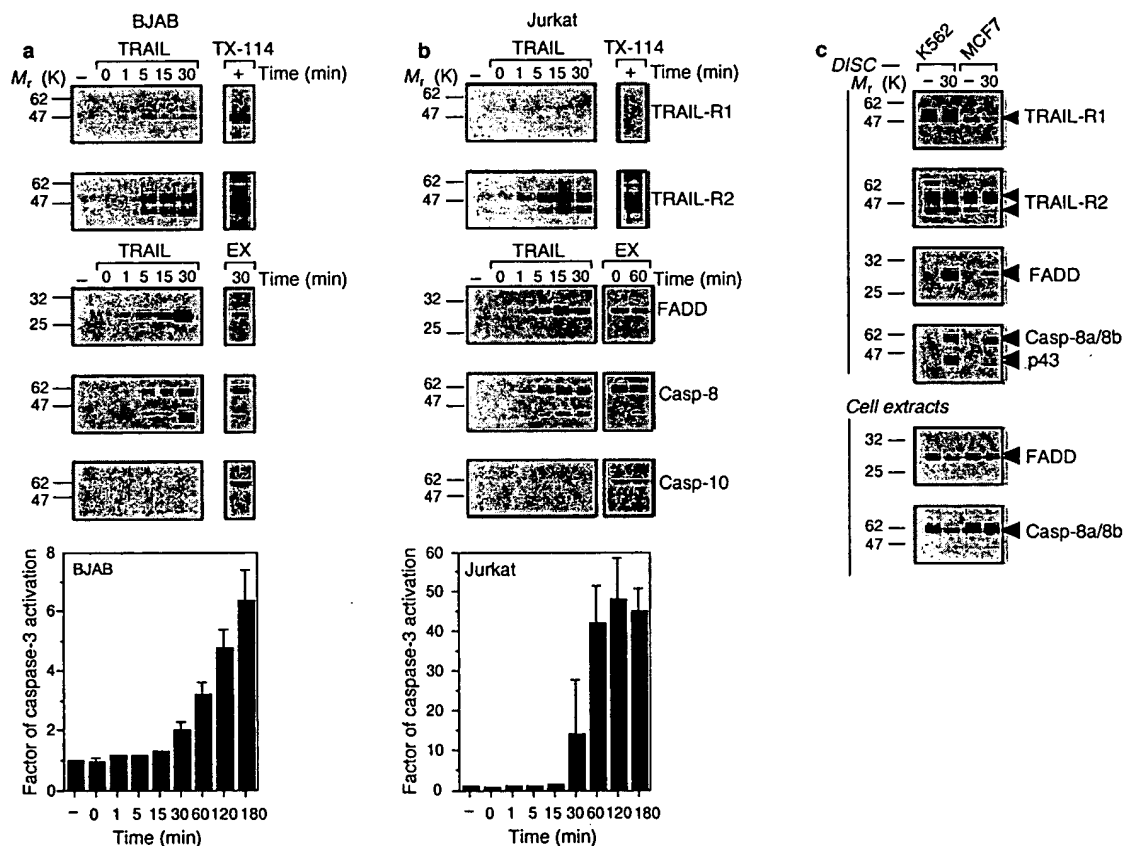 BJAB
a
TRAIL
TX-114
Mr (K) – 0 1 5 15 30 + Time (min)
62
47
62
47
TRAIL
EX
– 0 1 5 15 30 30 Time (min)
32
25
62
47
62
47
BJAB
Factor of caspase-3 activation
8
6
4
2
0
– 0 1 5 15 30 60 120 180
Time (min)
Jurkat
b
TRAIL
TX-114
Mr (K) – 0 1 5 15 30 + Time (min)
62
47
TRAIL-R1
62
47
TRAIL-R2
TRAIL
EX
– 0 1 5 15 30 0 60 Time (min)
32
25
FADD
62
47
Casp-8
62
47
Casp-10
Jurkat
Factor of caspase-3 activation
60
50
40
30
20
10
0
– 0 1 5 15 30 60 120 180
Time (min)
c
K562 MCF7
DISC
Mr (K) – 30 – 30
62
47
TRAIL-R1
62
47
TRAIL-R2
32
25
FADD
62
47
Casp-8a/8b
p43
Cell extracts
32
25
FADD
62
47
Casp-8a/8b